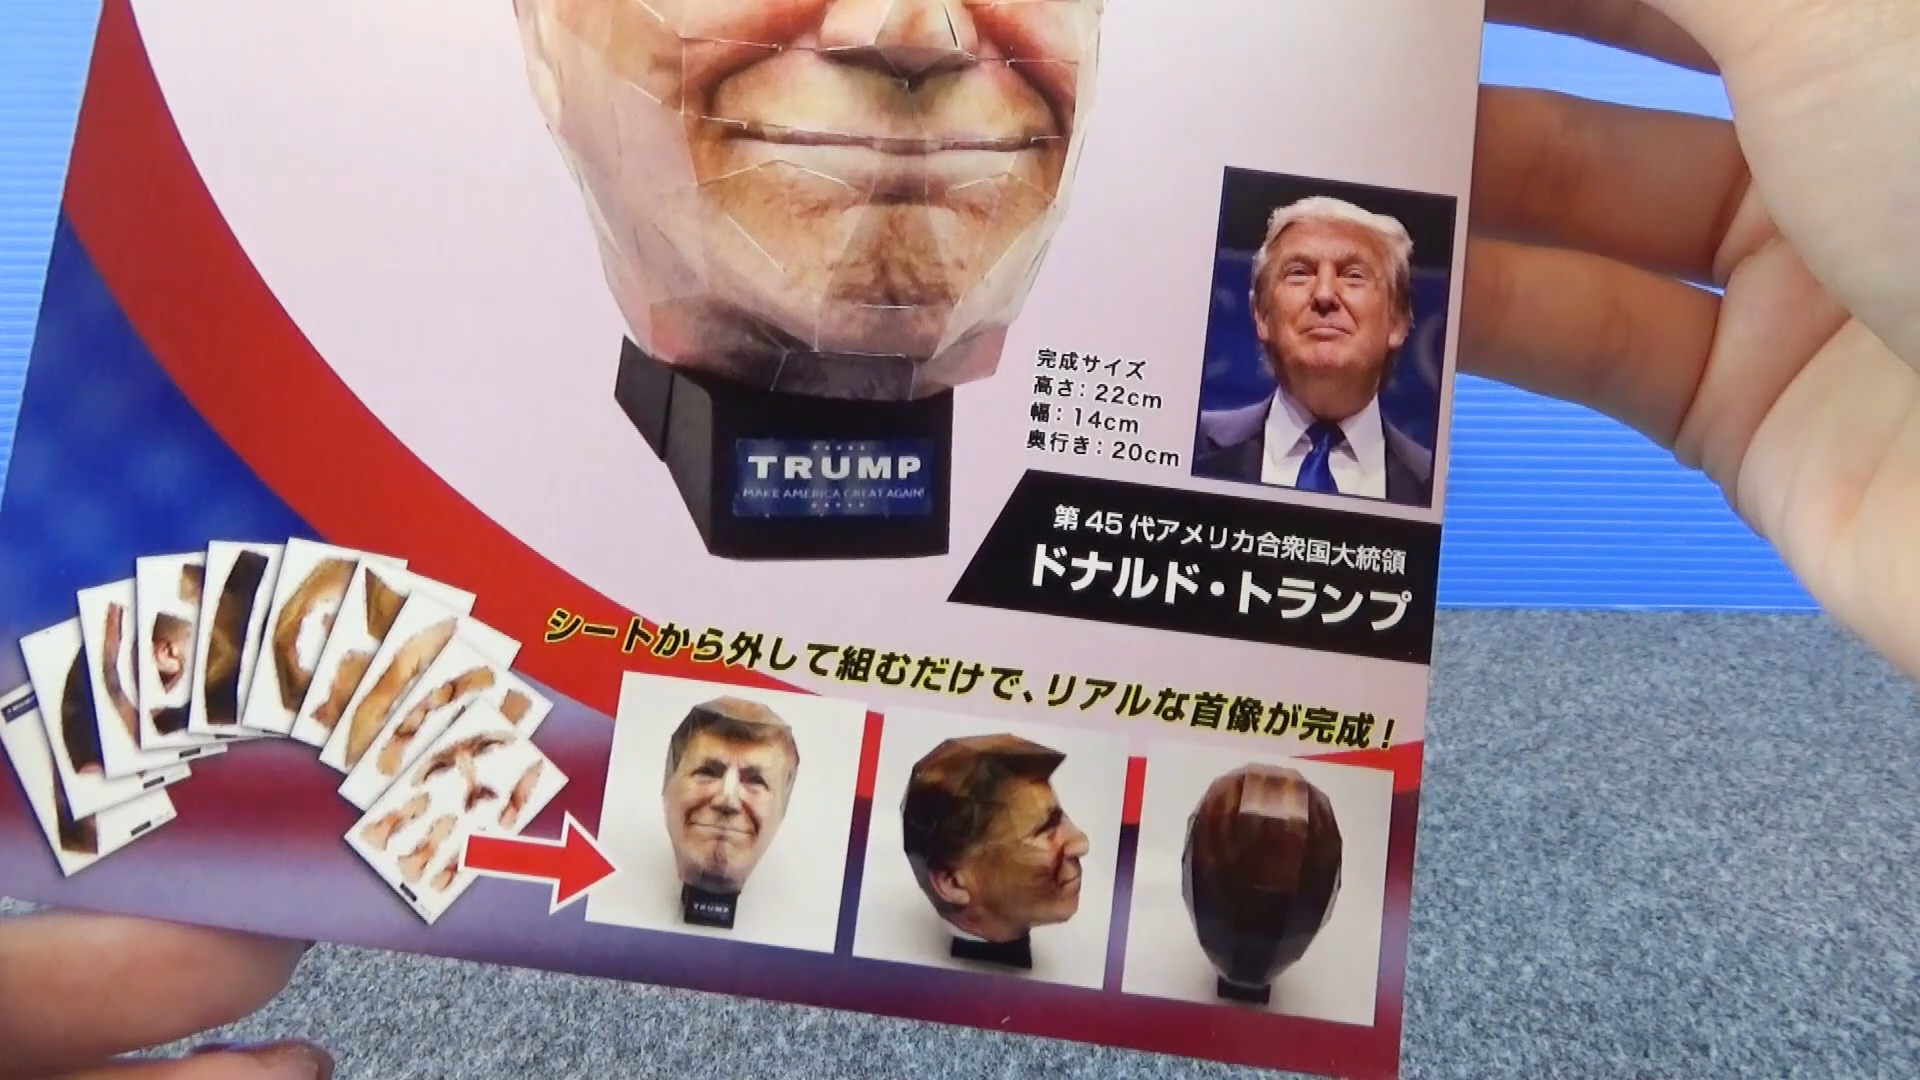 完成サイズ
高さ：22cm
幅：14cm
奥行き：20cm
TRUMP
MAKE AMERICA GREAT AGAIN!
第45代アメリカ合衆国大統領
ドナルド・トランプ
シートから外して組むだけで、リアルな首像が完成！
TRUMP